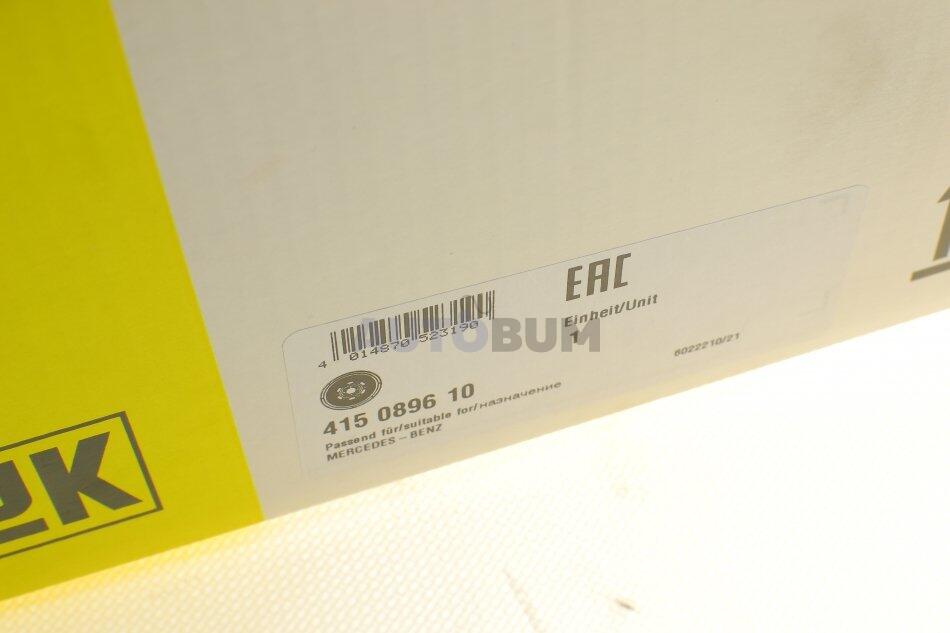 EAC
Einheit/Unit
1
4 014870 523190
AUTOBUM
6022210/21
415 0896 10
Passend für/suitable for/назначение
MERCEDES – BENZ